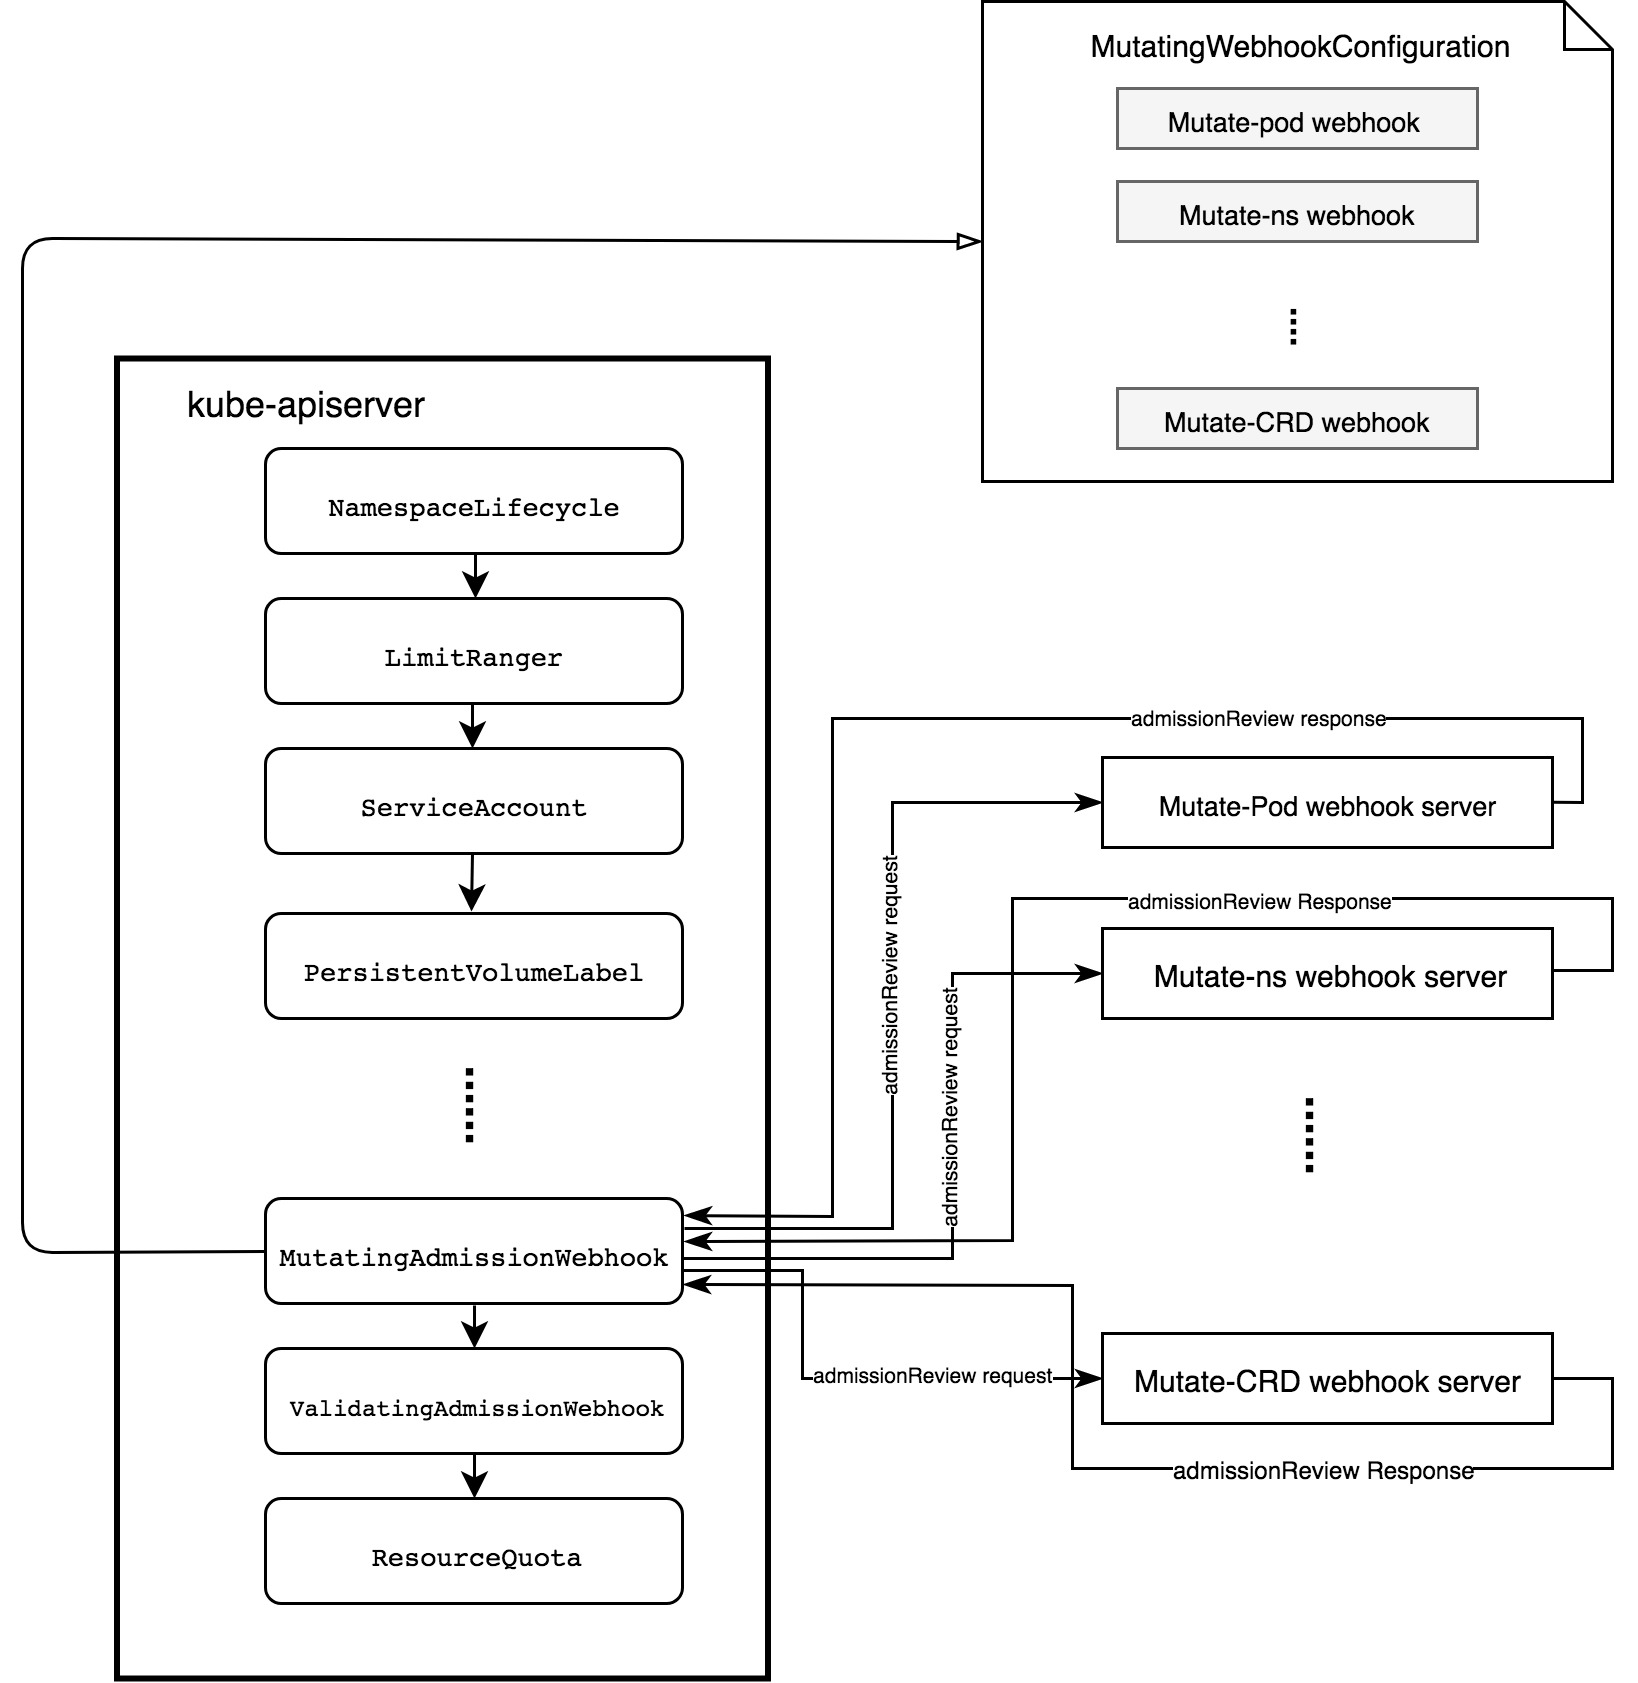 MutatingWebhookConfiguration
Mutate-pod webhook
Mutate-ns webhook
Mutate-CRD webhook
kube-apiserver
NamespaceLifecycle
LimitRanger
ServiceAccount
PersistentVolumeLabel
MutatingAdmissionWebhook
ValidatingAdmissionWebhook
ResourceQuota
admissionReview response
Mutate-Pod webhook server
admissionReview request
admissionReview Response
Mutate-ns webhook server
admissionReview request
Mutate-CRD webhook server
admissionReview request
admissionReview Response